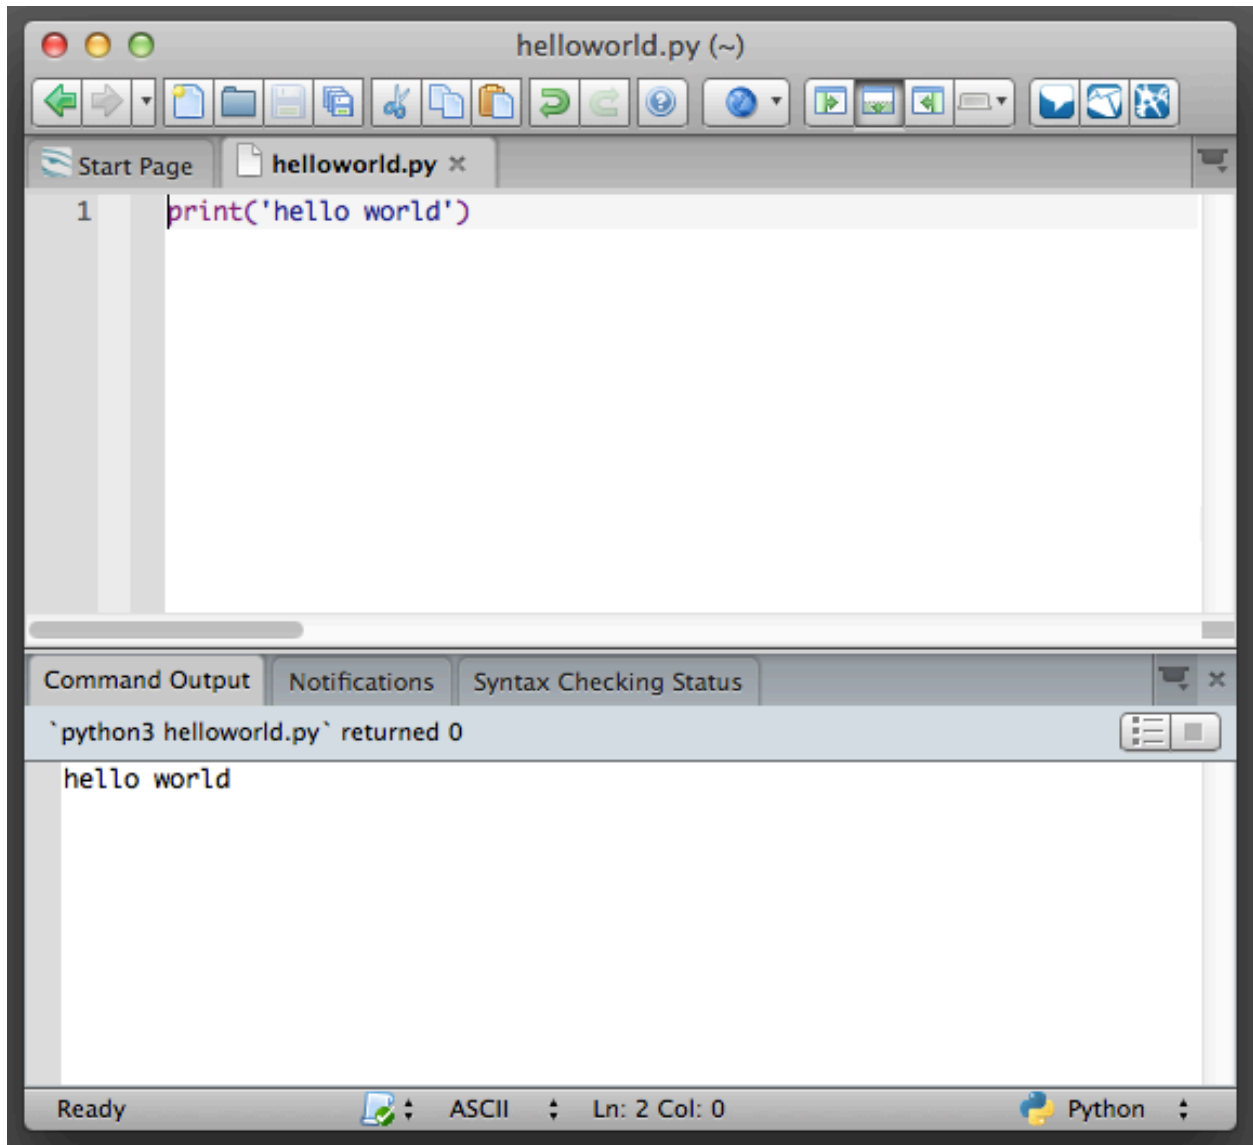 helloworld.py (~)
Start Page helloworld.py
1 print('hello world')
Command Output Notifications Syntax Checking Status
`python3 helloworld.py` returned 0
hello world
Ready ASCII Ln: 2 Col: 0 Python